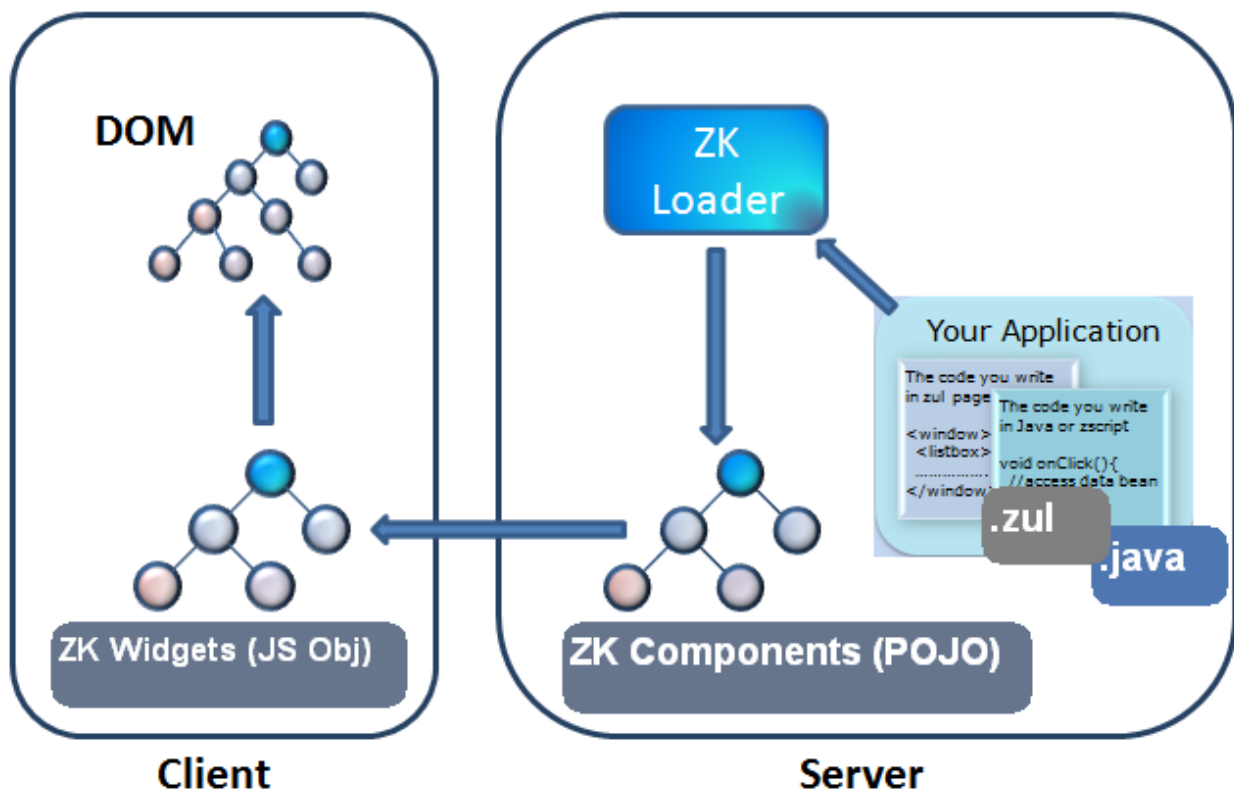 DOM
ZK
Loader
Your Application
The code you write
in zul page
<window>
<listbox>
................
</window>
The code you write
in Java or zscript
void onClick(){
//access data bean
.zul
.java
ZK Widgets (JS Obj)
ZK Components (POJO)
Client
Server